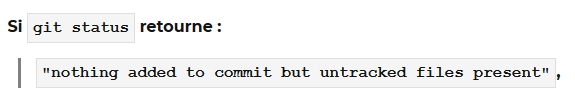 Si git status retourne :
"nothing added to commit but untracked files present",